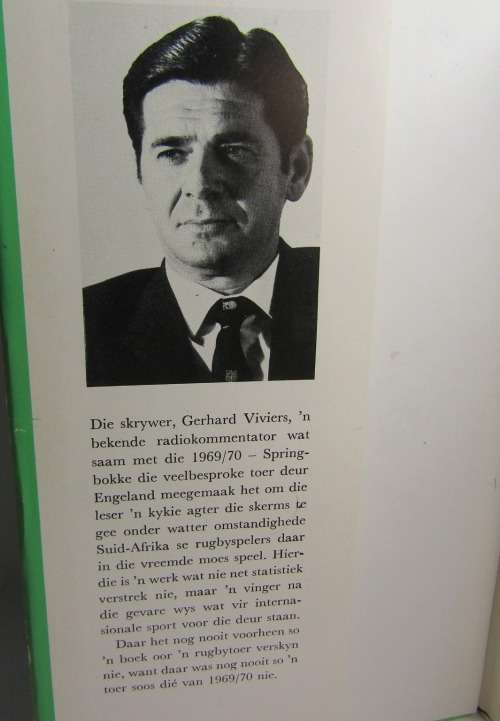 Die skrywer, Gerhard Viviers, 'n
bekende radiokommentator wat
saam met die 1969/70 – Spring-
bokke die veelbesproke toer deur
Engeland meegemaak het om die
leser 'n kykie agter die skerms te
gee onder watter omstandighede
Suid-Afrika se rugbyspelers daar
in die vreemde moes speel. Hier-
die is 'n werk wat nie net statistiek
verstrek nie, maar 'n vinger na
die gevare wys wat vir interna-
sionale sport voor die deur staan.
Daar het nog nooit voorheen so
'n boek oor 'n rugbytoer verskyn
nie, want daar was nog nooit so 'n
toer soos dié van 1969/70 nie.